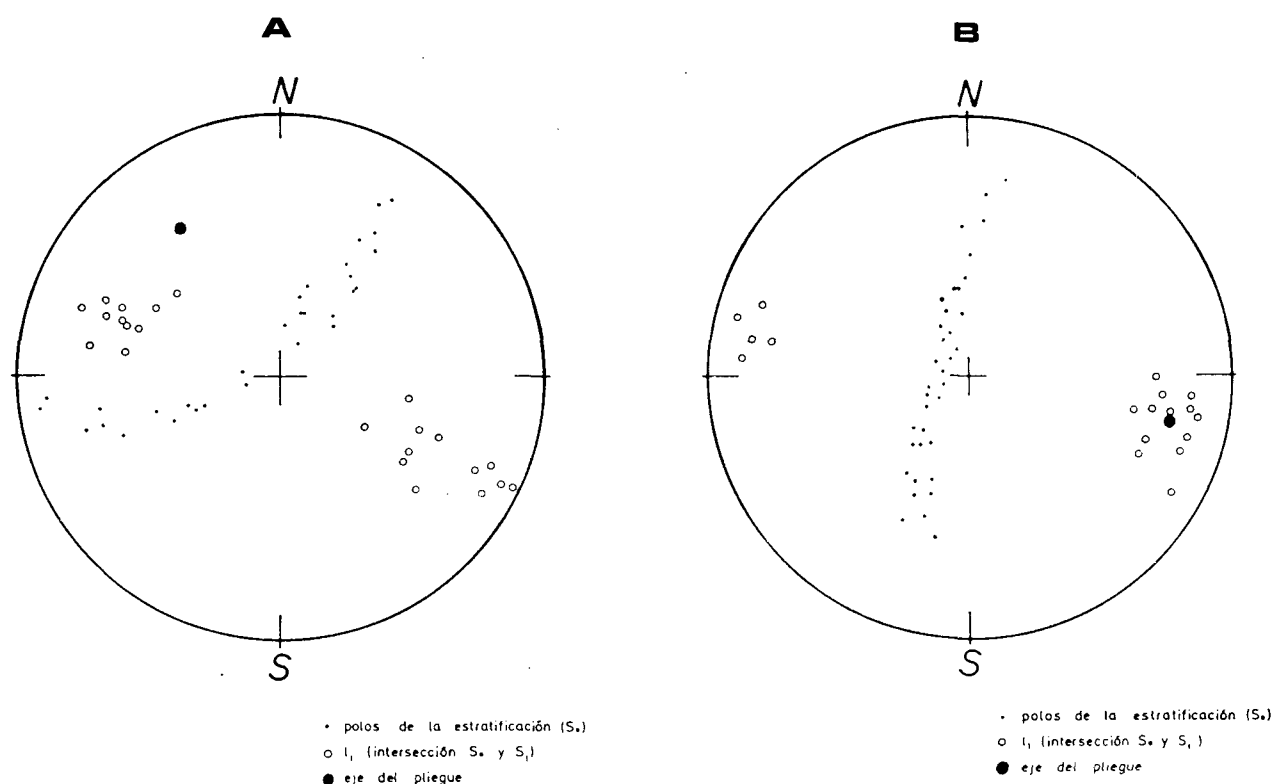 A
N
S
• polos de la estratificación (S₀)
○ l₁ (intersección S₀ y S₁)
● eje del pliegue
B
N
S
• polos de la estratificación (S₀)
○ l₁ (intersección S₀ y S₁)
● eje del pliegue